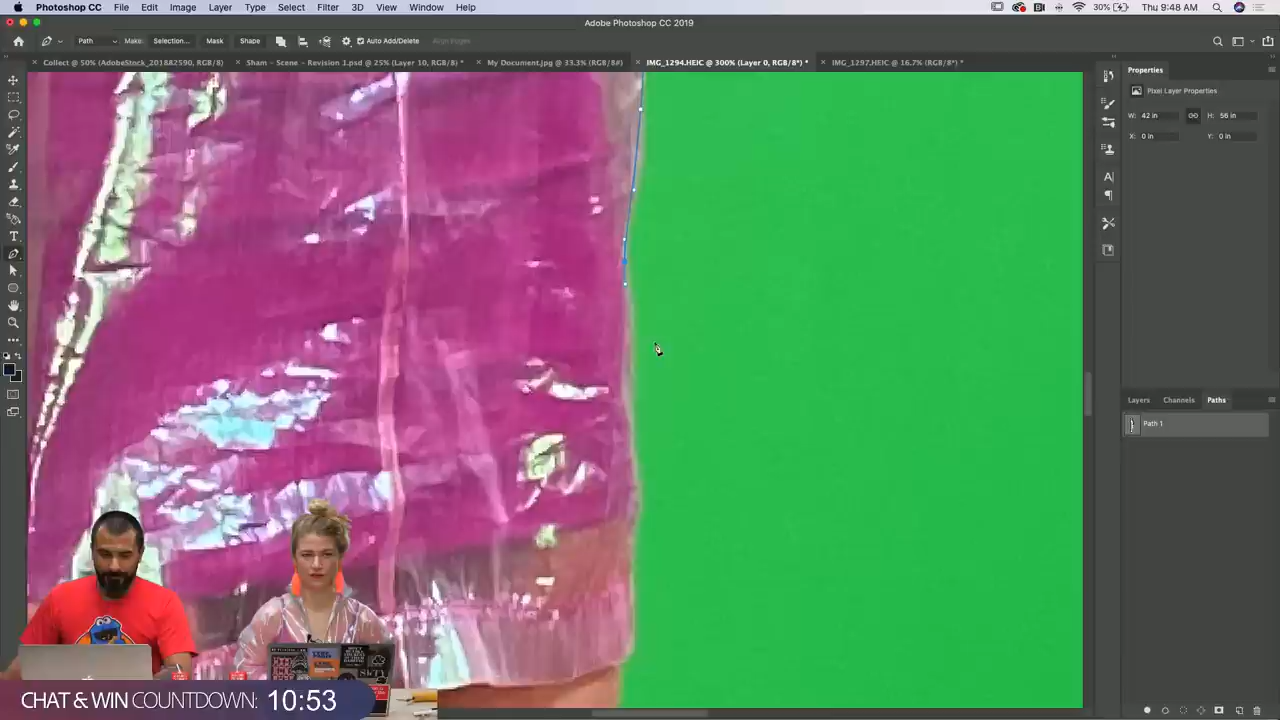 Photoshop CC File Edit Image Layer Type Select Filter 3D View Window Help 30% Thu 9:48 AM
Adobe Photoshop CC 2019
Path Make: Selection... Mask Shape Auto Add/Delete Align Edges
Collect @ 50% (AdobeStock_201882590, RGB/8) Sham - Scene - Revision 1.psd @ 25% (Layer 10, RGB/8) * My Document.jpg @ 33.3% (RGB/8#) IMG_1294.HEIC @ 300% (Layer 0, RGB/8*) * IMG_1297.HEIC @ 16.7% (RGB/8*) *
Properties
Pixel Layer Properties
W: 42 in H: 56 in
X: 0 in Y: 0 in
Layers Channels Paths
Path 1
CHAT & WIN COUNTDOWN: 10:53